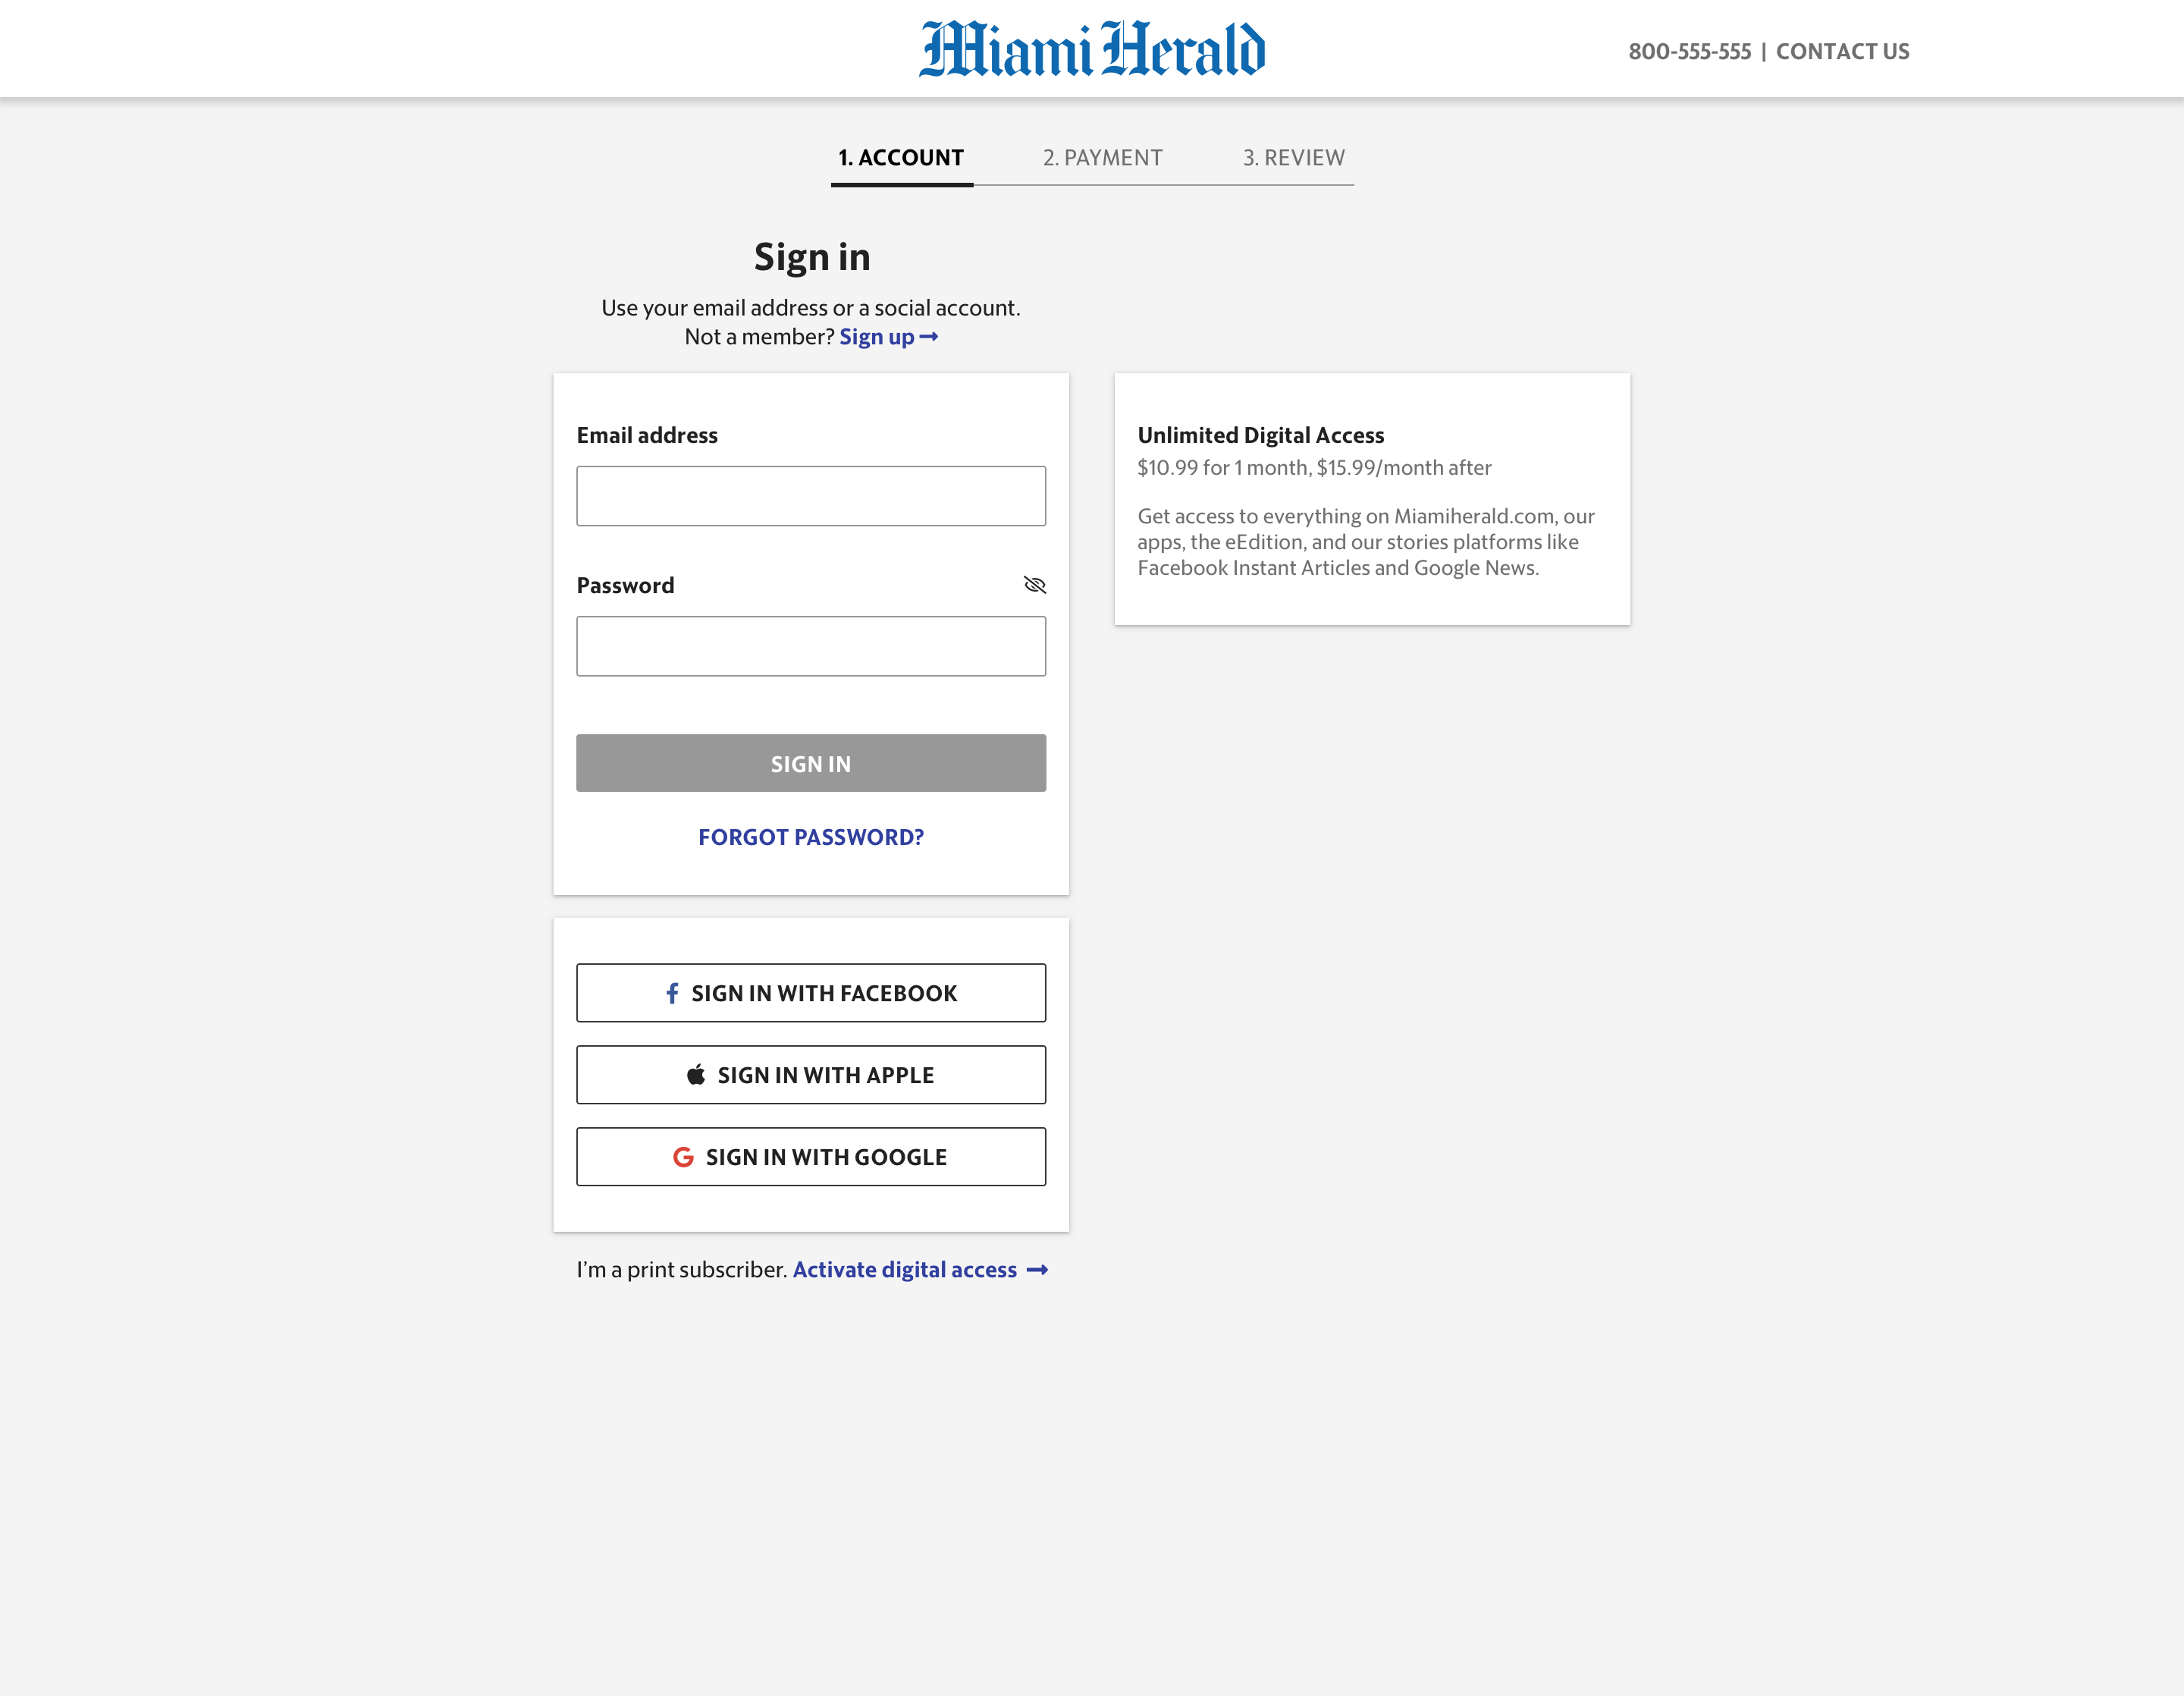 Miami Herald
800-555-555 | CONTACT US
1. ACCOUNT
2. PAYMENT
3. REVIEW
Sign in
Use your email address or a social account.
Not a member? Sign up →
Email address
Password
SIGN IN
FORGOT PASSWORD?
SIGN IN WITH FACEBOOK
SIGN IN WITH APPLE
SIGN IN WITH GOOGLE
I'm a print subscriber. Activate digital access →
Unlimited Digital Access
$10.99 for 1 month, $15.99/month after
Get access to everything on Miamiherald.com, our
apps, the eEdition, and our stories platforms like
Facebook Instant Articles and Google News.